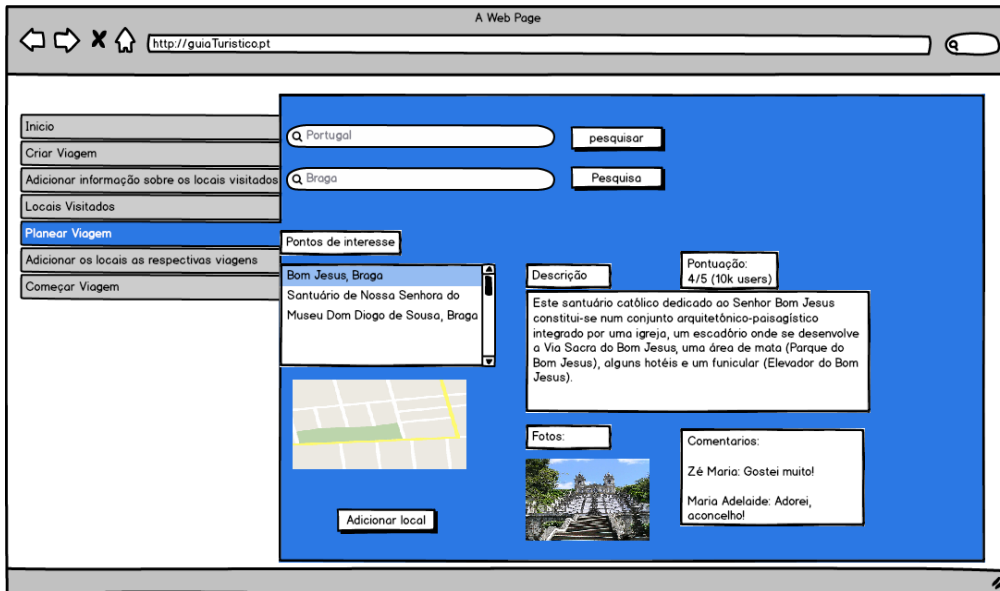 A Web Page
http://guiaTuristico.pt
Inicio
Criar Viagem
Adicionar informação sobre os locais visitados
Locais Visitados
Planear Viagem
Adicionar os locais as respectivas viagens
Começar Viagem
Portugal
pesquisar
Braga
Pesquisa
Pontos de interesse
Bom Jesus, Braga
Santuário de Nossa Senhora do
Museu Dom Diogo de Sousa, Braga
Adicionar local
Descrição
Pontuação:
4/5 (10k users)
Este santuário católico dedicado ao Senhor Bom Jesus
constitui-se num conjunto arquitetônico-paisagístico
integrado por uma igreja, um escadório onde se desenvolve
a Via Sacra do Bom Jesus, uma área de mata (Parque do
Bom Jesus), alguns hotéis e um funicular (Elevador do Bom
Jesus).
Fotos:
Comentarios:
Zé Maria: Gostei muito!
Maria Adelaide: Adorei,
aconcelho!